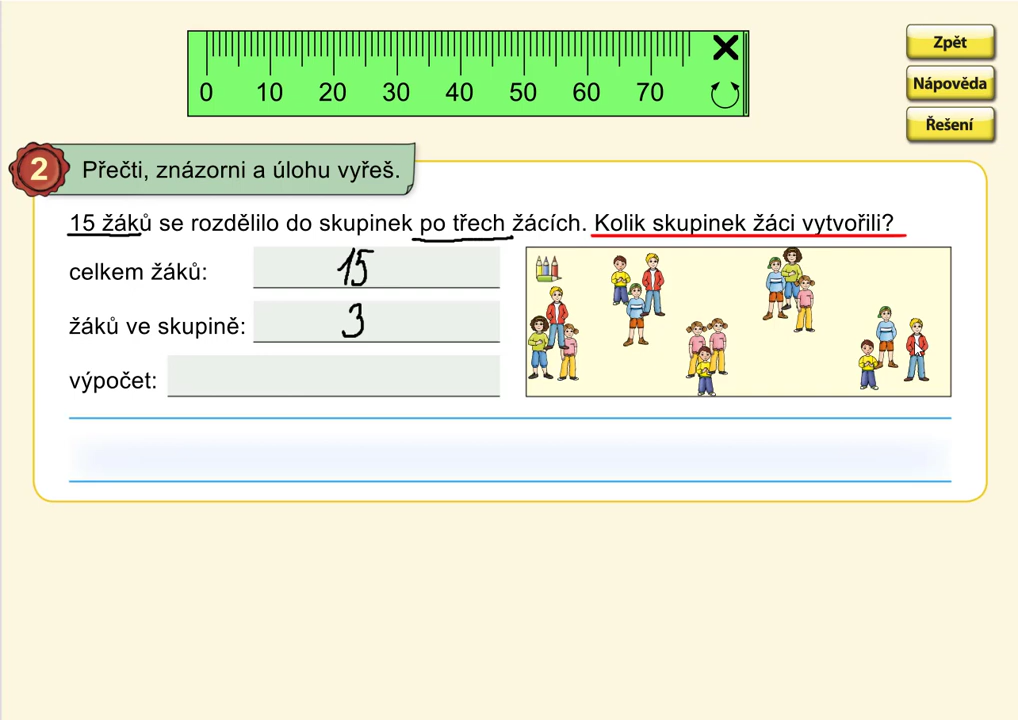 0 10 20 30 40 50 60 70
Zpět
Nápověda
Řešení
2 Přečti, znázorni a úlohu vyřeš.
15 žáků se rozdělilo do skupinek po třech žácích. Kolik skupinek žáci vytvořili?
celkem žáků: 15
žáků ve skupině: 3
výpočet: